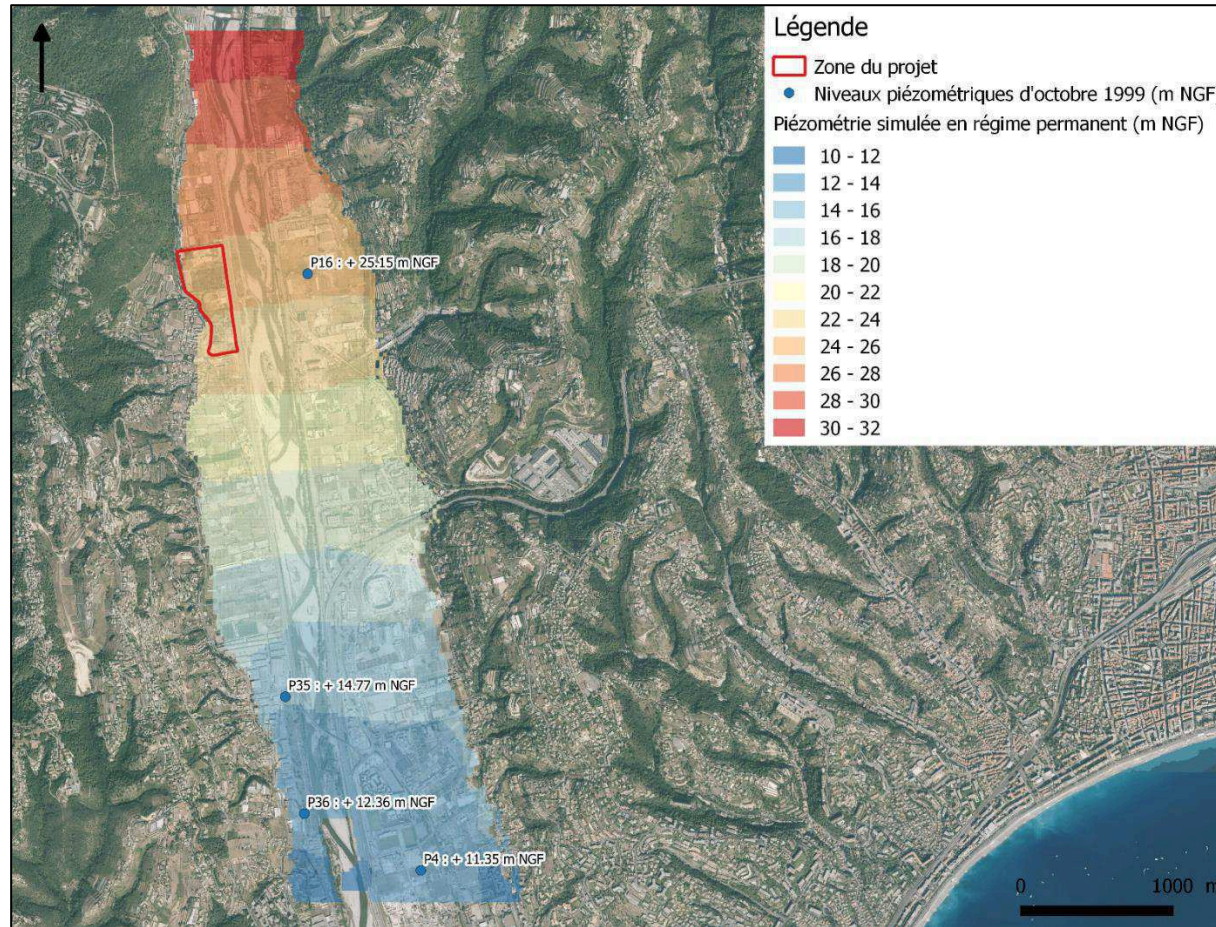 Légende
Zone du projet
Niveaux piézométriques d'octobre 1999 (m NGF)
Piézométrie simulée en régime permanent (m NGF)
10 - 12
12 - 14
14 - 16
16 - 18
18 - 20
20 - 22
22 - 24
24 - 26
26 - 28
28 - 30
30 - 32
P16 : + 25.15 m NGF
P35 : + 14.77 m NGF
P36 : + 12.36 m NGF
P4 : + 11.35 m NGF
0 1000 m